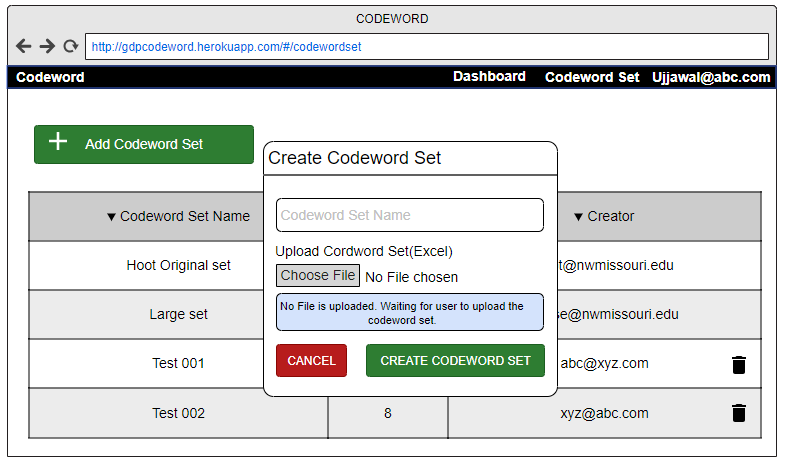 CODEWORD
http://gdpcodeword.herokuapp.com/#/codewordset
Codeword Dashboard Codeword Set Ujjawal@abc.com
Add Codeword Set
Create Codeword Set
Codeword Set Name
Upload Cordword Set(Excel)
Choose File No File chosen
No File is uploaded. Waiting for user to upload the
codeword set.
CANCEL CREATE CODEWORD SET
Codeword Set Name Creator
Hoot Original set t@nwmissouri.edu
Large set se@nwmissouri.edu
Test 001 abc@xyz.com
Test 002 8 xyz@abc.com